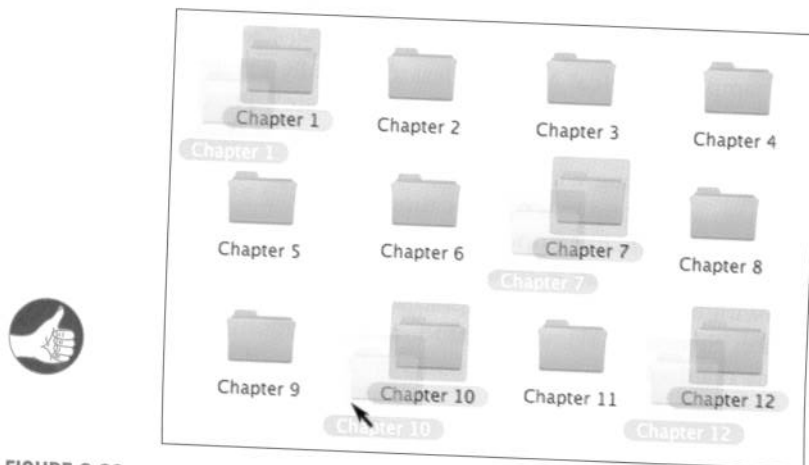 Chapter 1
Chapter 2
Chapter 3
Chapter 4
Chapter 1
Chapter 5
Chapter 6
Chapter 7
Chapter 8
Chapter 7
Chapter 9
Chapter 10
Chapter 11
Chapter 12
Chapter 10
Chapter 12
FIGURE